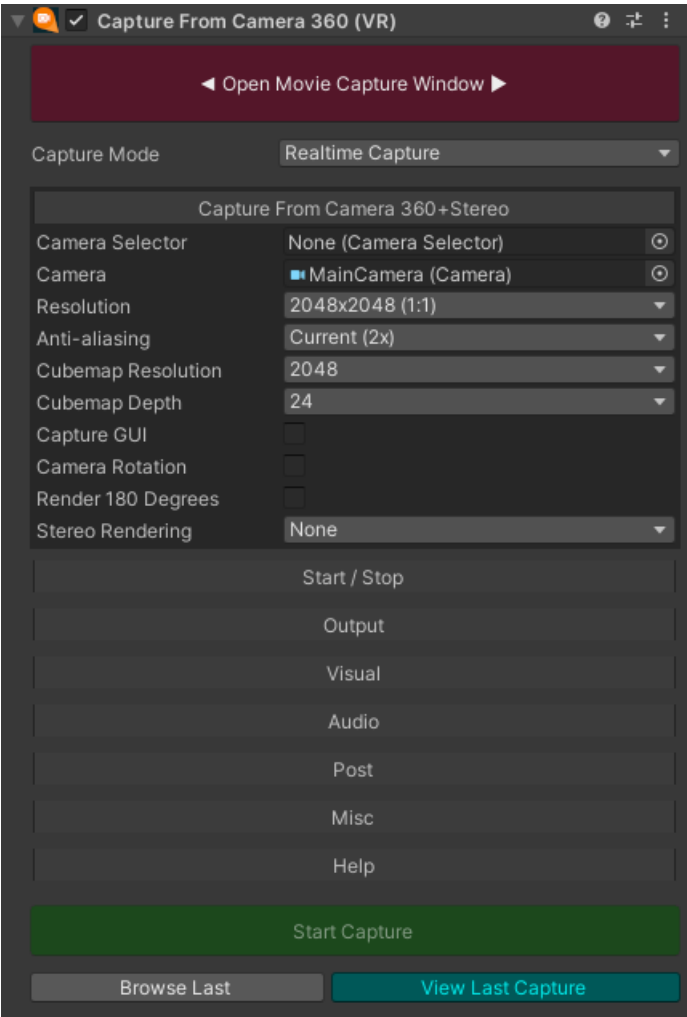 Capture From Camera 360 (VR)
◄ Open Movie Capture Window ►
Capture Mode Realtime Capture
Capture From Camera 360+Stereo
Camera Selector None (Camera Selector)
Camera MainCamera (Camera)
Resolution 2048x2048 (1:1)
Anti-aliasing Current (2x)
Cubemap Resolution 2048
Cubemap Depth 24
Capture GUI
Camera Rotation
Render 180 Degrees
Stereo Rendering None
Start / Stop
Output
Visual
Audio
Post
Misc
Help
Start Capture
Browse Last View Last Capture